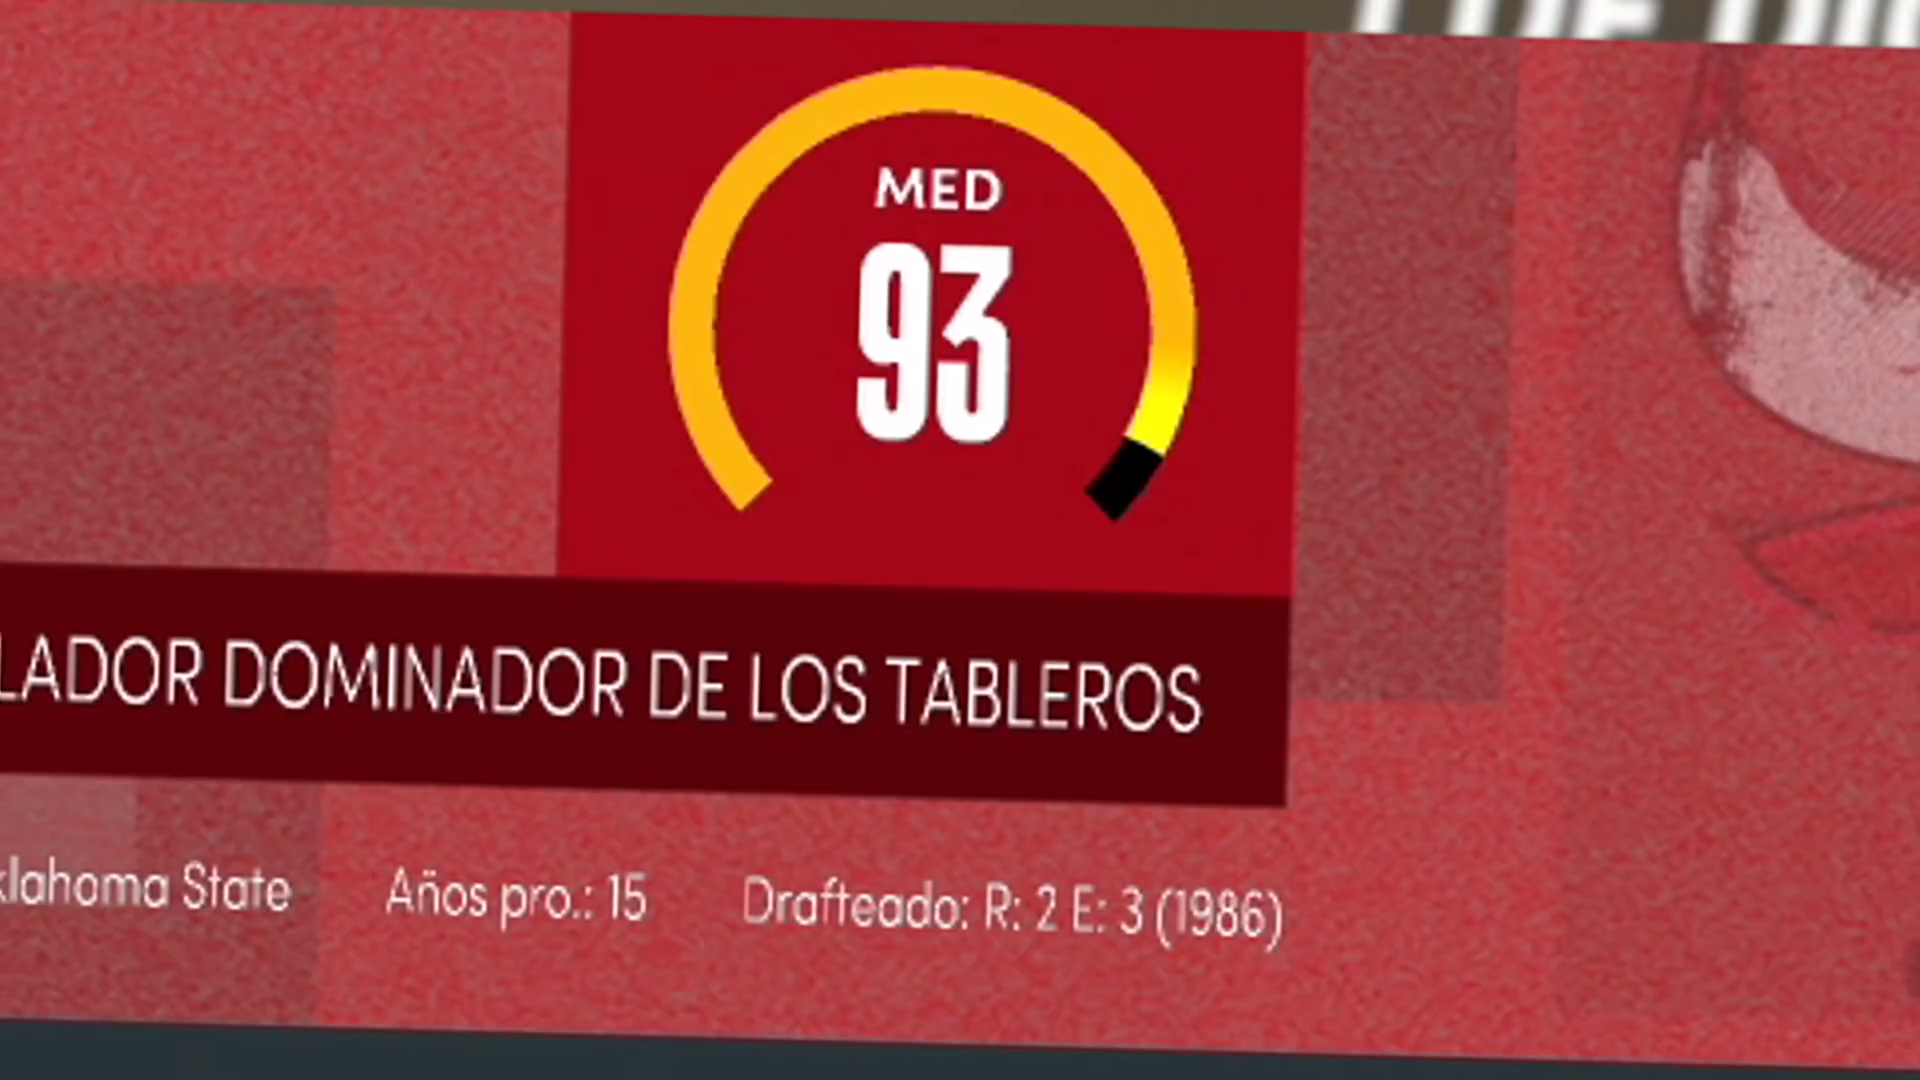 MED
93
LADOR DOMINADOR DE LOS TABLEROS
klahoma State Años pro.: 15 Drafteado: R: 2 E: 3 (1986)